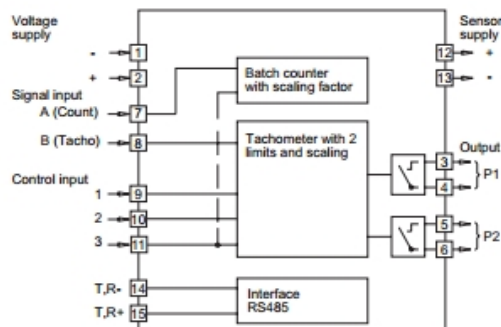 Voltage supply
- 1
+ 2
Signal input
A (Count) 7
B (Tacho) 8
Control input
1 9
2 10
3 11
T,R- 14
T,R+ 15
Batch counter
with scaling factor
Tachometer with 2
limits and scaling
Interface
RS485
Sensor
supply
12 +
13 -
Output
3
4
P1
5
6
P2